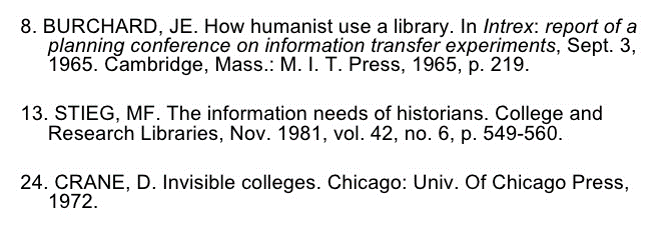 8. BURCHARD, JE. How humanist use a library. In Intrex: report of a
planning conference on information transfer experiments, Sept. 3,
1965. Cambridge, Mass.: M. I. T. Press, 1965, p. 219.
13. STIEG, MF. The information needs of historians. College and
Research Libraries, Nov. 1981, vol. 42, no. 6, p. 549-560.
24. CRANE, D. Invisible colleges. Chicago: Univ. Of Chicago Press,
1972.